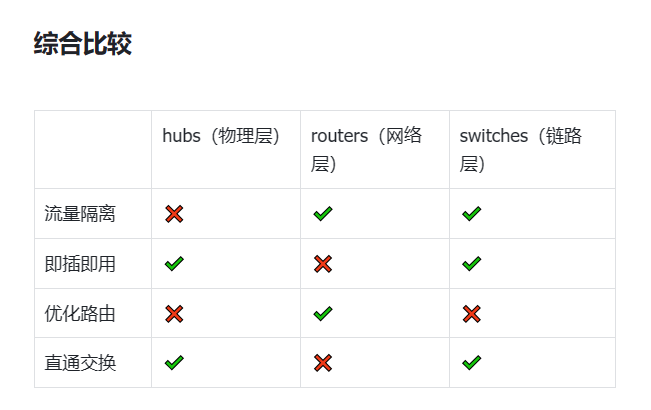 综合比较
hubs（物理层） routers（网络层） switches（链路层）
流量隔离 ❌ ✔ ✔
即插即用 ✔ ❌ ✔
优化路由 ❌ ✔ ❌
直通交换 ✔ ❌ ✔